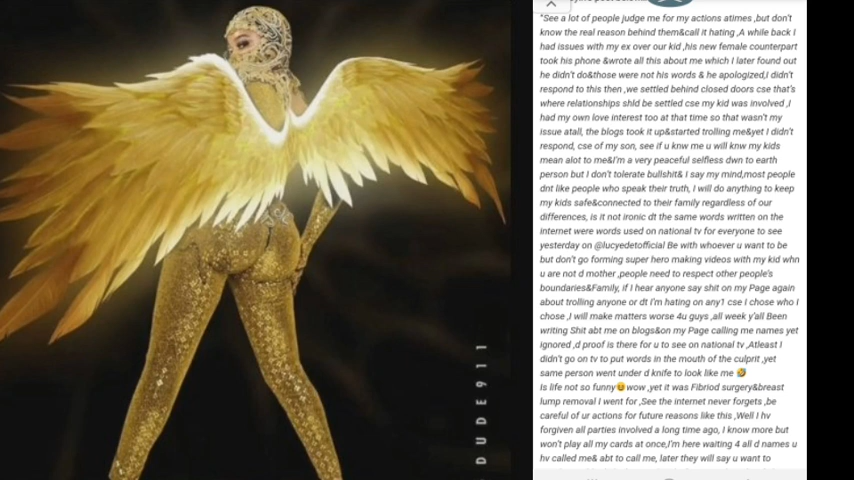 DUDE911
"See a lot of people judge me for my actions atimes ,but don't
know the real reason behind them&call it hating ,A while back I
had issues with my ex over our kid ,his new female counterpart
took his phone &wrote all this about me which I later found out
he didn't do&those were not his words & he apologized,I didn't
respond to this then ,we settled behind closed doors cse that's
where relationships shld be settled cse my kid was involved ,I
had my own love interest too at that time so that wasn't my
issue atall, the blogs took it up&started trolling me&yet I didn't
respond, cse of my son, see if u knw me u will knw my kids
mean alot to me&I'm a very peaceful selfless dwn to earth
person but I don't tolerate bullshit& I say my mind,most people
dnt like people who speak their truth, I will do anything to keep
my kids safe&connected to their family regardless of our
differences, is it not ironic dt the same words written on the
internet were words used on national tv for everyone to see
yesterday on @lucyedetofficial Be with whoever u want to be
but don't go forming super hero making videos with my kid whn
u are not d mother ,people need to respect other people's
boundaries&Family, if I hear anyone say shit on my Page again
about trolling anyone or dt I'm hating on any1 cse I chose who I
chose ,I will make matters worse 4u guys ,all week y'all Been
writing Shit abt me on blogs&on my Page calling me names yet
ignored ,d proof is there for u to see on national tv ,Atleast I
didn't go on tv to put words in the mouth of the culprit ,yet
same person went under d knife to look like me 🤣
Is life not so funny😉wow ,yet it was Fibriod surgery&breast
lump removal I went for ,See the internet never forgets ,be
careful of ur actions for future reasons like this ,Well I hv
forgiven all parties involved a long time ago, I know more but
won't play all my cards at once,I'm here waiting 4 all d names u
hv called me& abt to call me, later they will say u want to